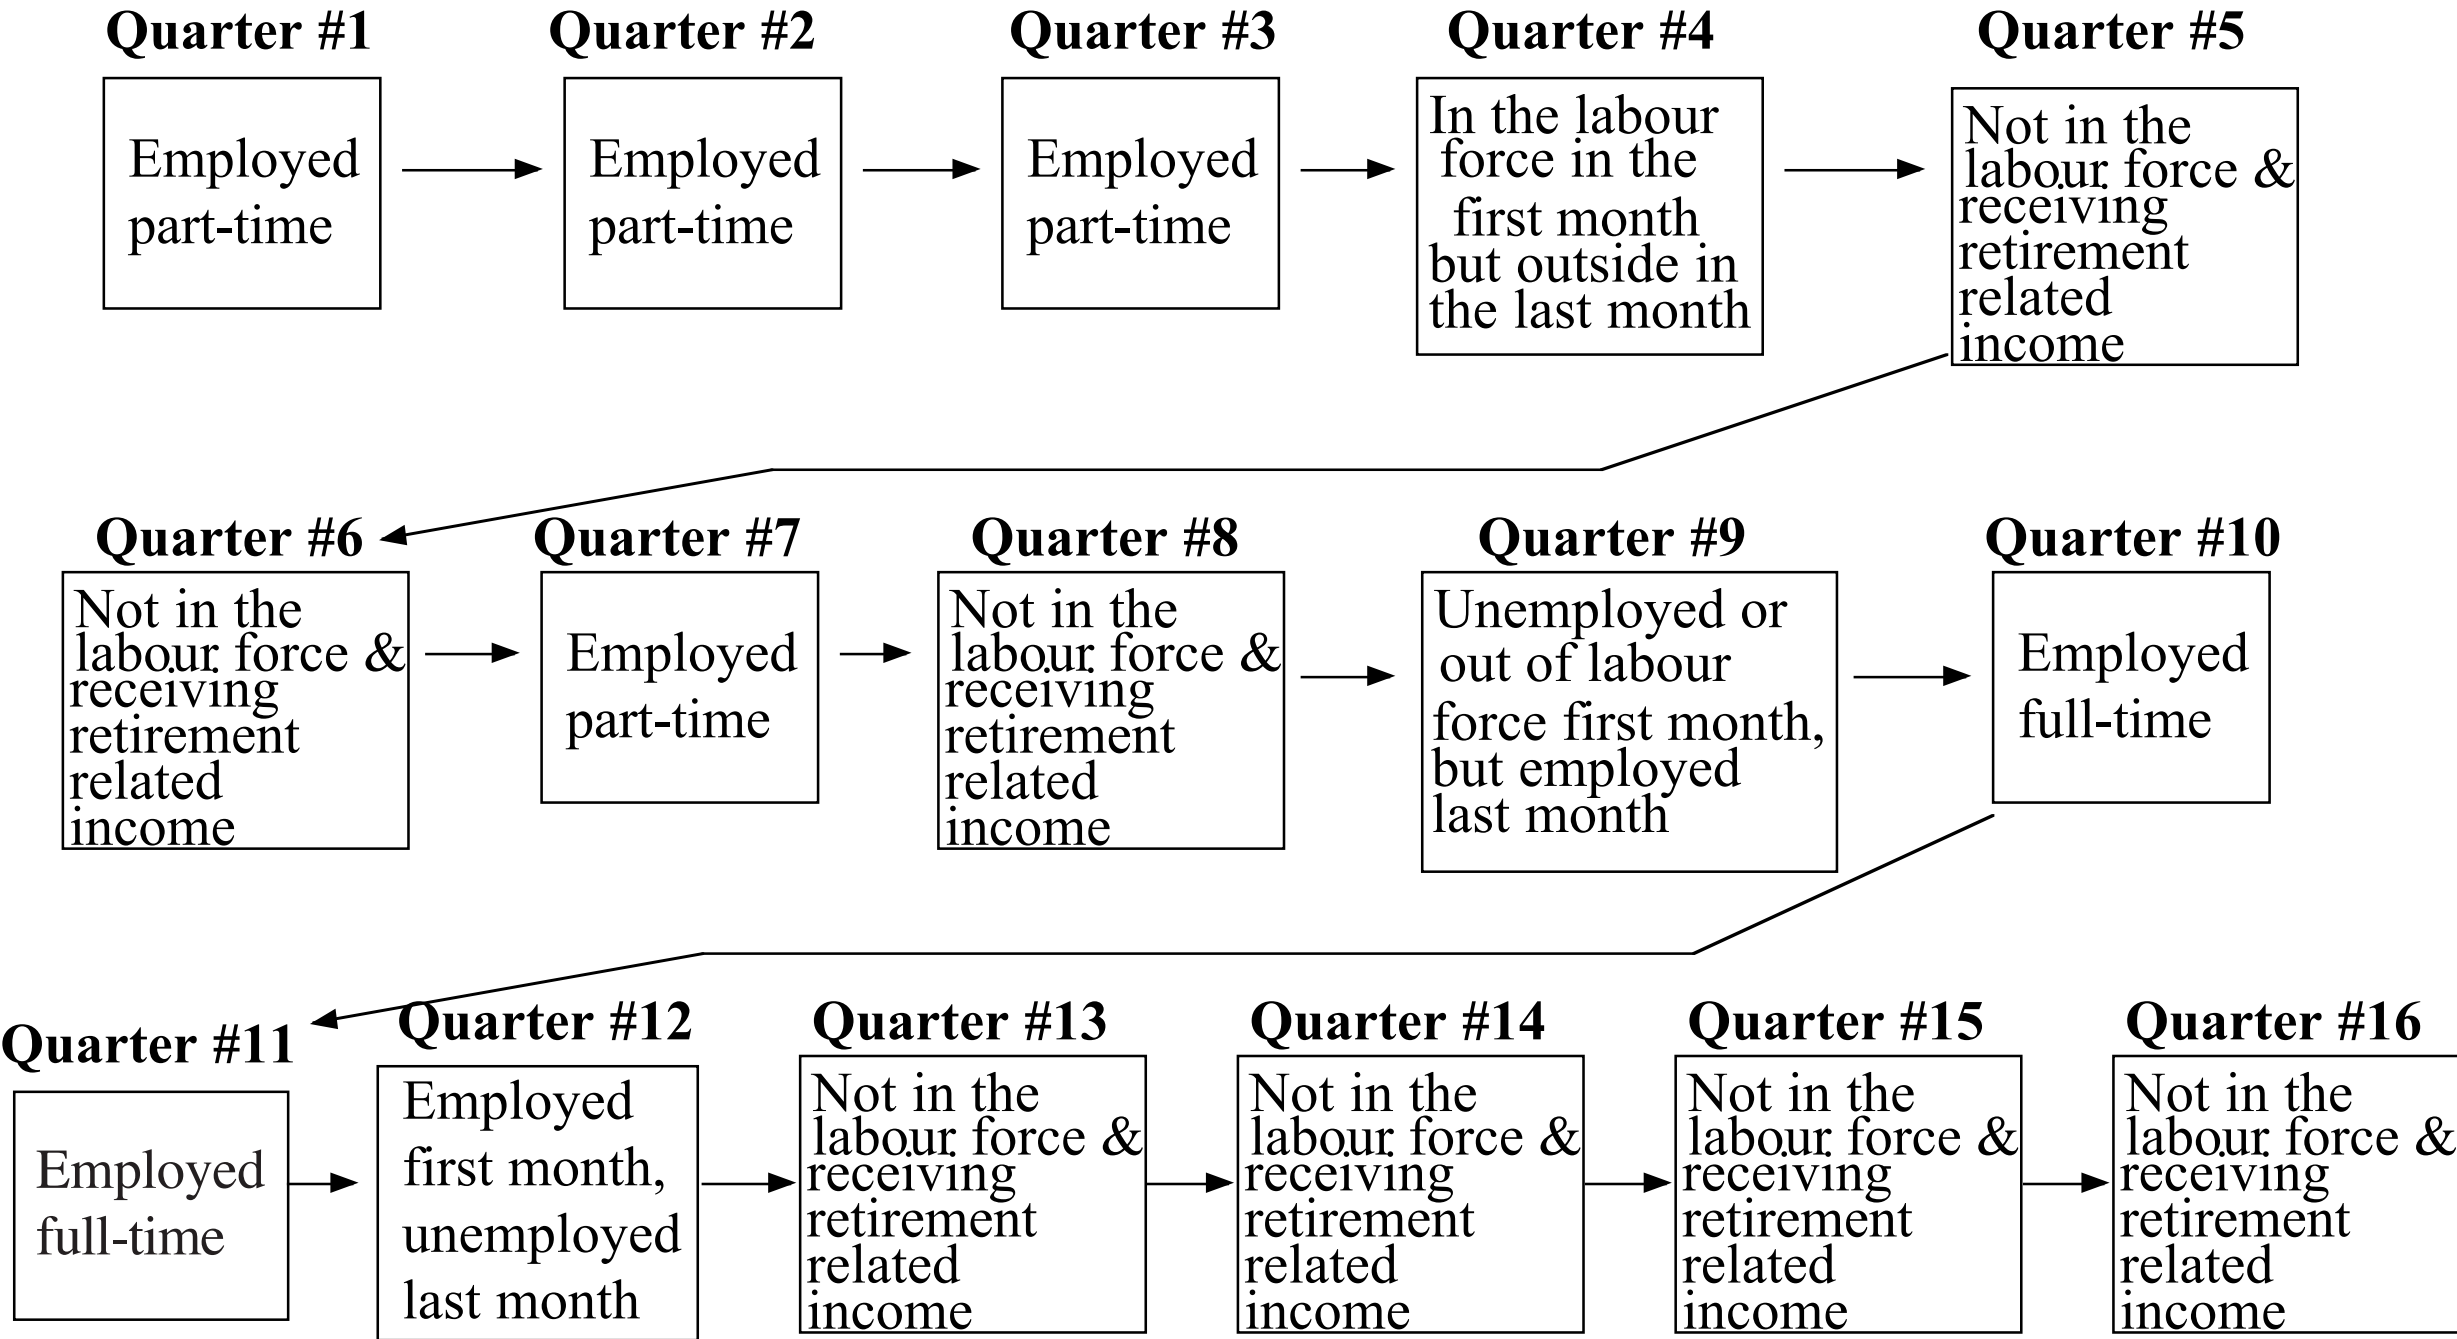 Quarter #1
Employed
part-time
Quarter #2
Employed
part-time
Quarter #3
Employed
part-time
Quarter #4
In the labour
force in the
first month
but outside in
the last month
Quarter #5
Not in the
labour force &
receiving
retirement
related
income
Quarter #6
Not in the
labour force &
receiving
retirement
related
income
Quarter #7
Employed
part-time
Quarter #8
Not in the
labour force &
receiving
retirement
related
income
Quarter #9
Unemployed or
out of labour
force first month,
but employed
last month
Quarter #10
Employed
full-time
Quarter #11
Employed
full-time
Quarter #12
Employed
first month,
unemployed
last month
Quarter #13
Not in the
labour force &
receiving
retirement
related
income
Quarter #14
Not in the
labour force &
receiving
retirement
related
income
Quarter #15
Not in the
labour force &
receiving
retirement
related
income
Quarter #16
Not in the
labour force &
receiving
retirement
related
income